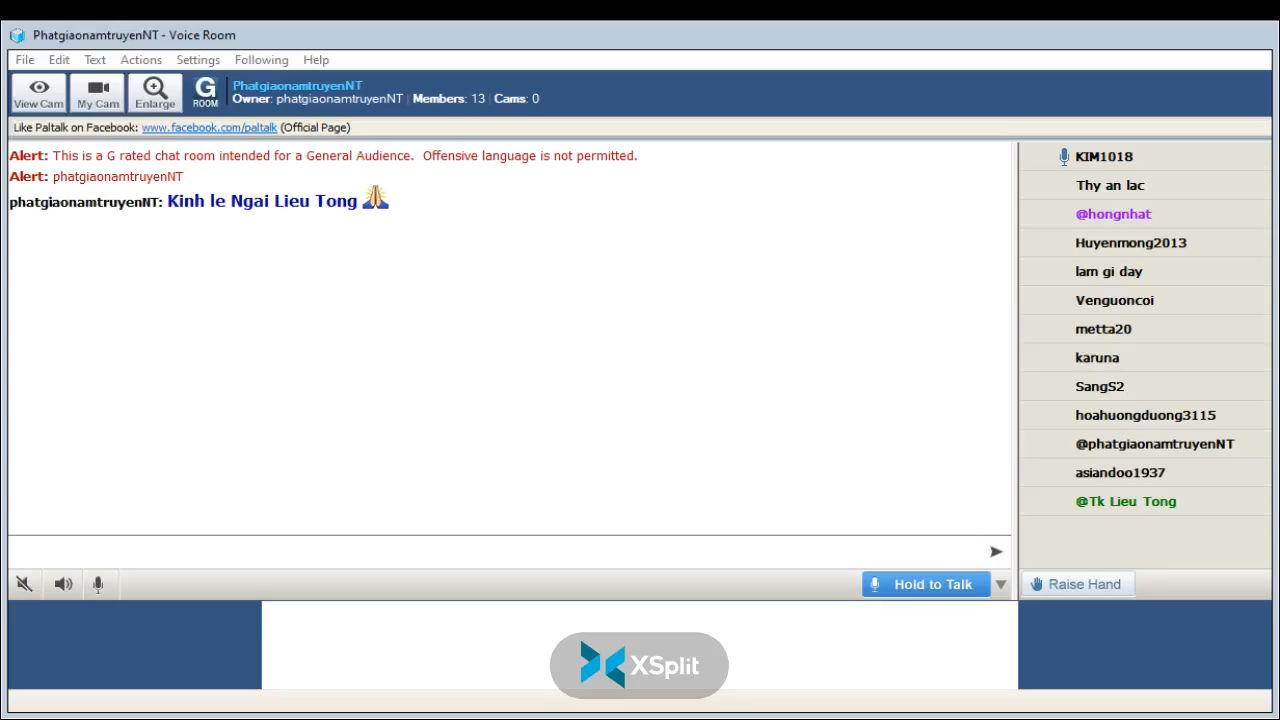 PhatgiaonamtruyenNT - Voice Room
File Edit Text Actions Settings Following Help
View Cam
My Cam
Enlarge
G
ROOM
PhatgiaonamtruyenNT
Owner: phatgiaonamtruyenNT | Members: 13 | Cams: 0
Like Paltalk on Facebook: www.facebook.com/paltalk (Official Page)
Alert: This is a G rated chat room intended for a General Audience.  Offensive language is not permitted.
Alert: phatgiaonamtruyenNT
phatgiaonamtruyenNT: Kinh le Ngai Lieu Tong 🙏
KIM1018
Thy an lac
@hongnhat
Huyenmong2013
lam gi day
Venguoncoi
metta20
karuna
SangS2
hoahuongduong3115
@phatgiaonamtruyenNT
asiandoo1937
@Tk Lieu Tong
Hold to Talk
Raise Hand
XSplit